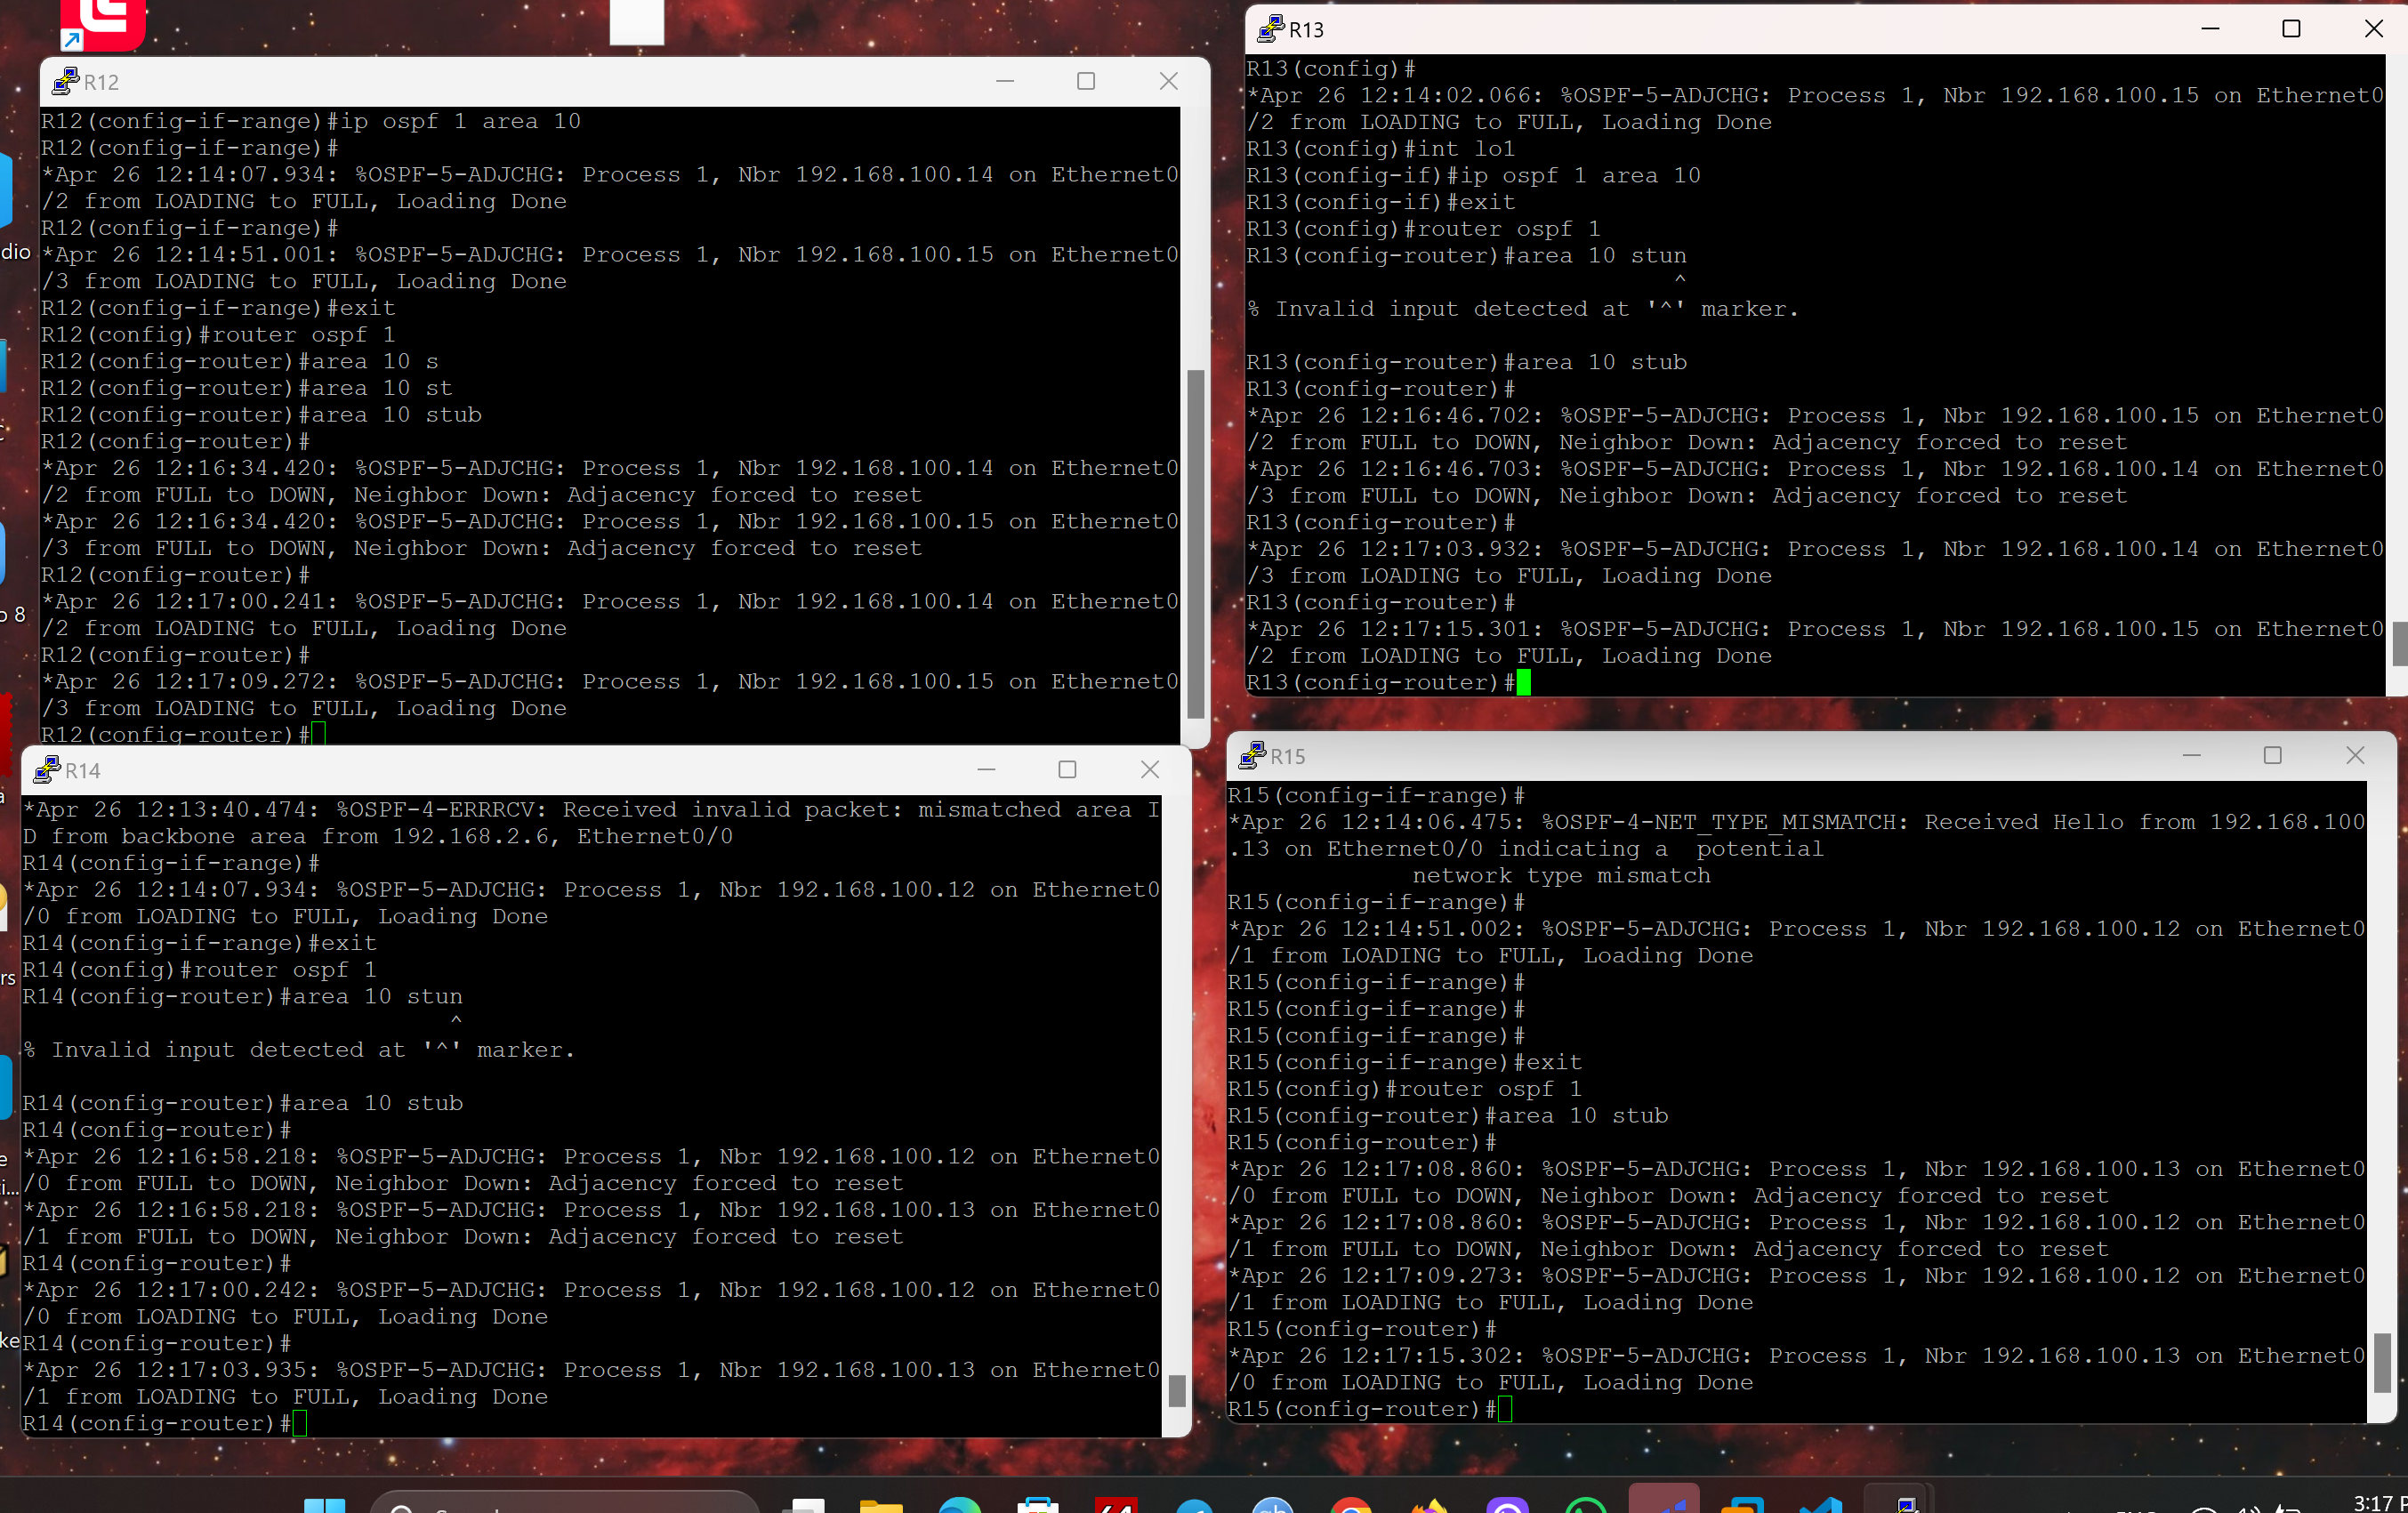 R12
R12(config-if-range)#ip ospf 1 area 10
R12(config-if-range)#
*Apr 26 12:14:07.934: %OSPF-5-ADJCHG: Process 1, Nbr 192.168.100.14 on Ethernet0
/2 from LOADING to FULL, Loading Done
R12(config-if-range)#
*Apr 26 12:14:51.001: %OSPF-5-ADJCHG: Process 1, Nbr 192.168.100.15 on Ethernet0
/3 from LOADING to FULL, Loading Done
R12(config-if-range)#exit
R12(config)#router ospf 1
R12(config-router)#area 10 s
R12(config-router)#area 10 st
R12(config-router)#area 10 stub
R12(config-router)#
*Apr 26 12:16:34.420: %OSPF-5-ADJCHG: Process 1, Nbr 192.168.100.14 on Ethernet0
/2 from FULL to DOWN, Neighbor Down: Adjacency forced to reset
*Apr 26 12:16:34.420: %OSPF-5-ADJCHG: Process 1, Nbr 192.168.100.15 on Ethernet0
/3 from FULL to DOWN, Neighbor Down: Adjacency forced to reset
R12(config-router)#
*Apr 26 12:17:00.241: %OSPF-5-ADJCHG: Process 1, Nbr 192.168.100.14 on Ethernet0
/2 from LOADING to FULL, Loading Done
R12(config-router)#
*Apr 26 12:17:09.272: %OSPF-5-ADJCHG: Process 1, Nbr 192.168.100.15 on Ethernet0
/3 from LOADING to FULL, Loading Done
R12(config-router)#
R13
R13(config)#
*Apr 26 12:14:02.066: %OSPF-5-ADJCHG: Process 1, Nbr 192.168.100.15 on Ethernet0
/2 from LOADING to FULL, Loading Done
R13(config)#int lo1
R13(config-if)#ip ospf 1 area 10
R13(config-if)#exit
R13(config)#router ospf 1
R13(config-router)#area 10 stun
^
% Invalid input detected at '^' marker.
R13(config-router)#area 10 stub
R13(config-router)#
*Apr 26 12:16:46.702: %OSPF-5-ADJCHG: Process 1, Nbr 192.168.100.15 on Ethernet0
/2 from FULL to DOWN, Neighbor Down: Adjacency forced to reset
*Apr 26 12:16:46.703: %OSPF-5-ADJCHG: Process 1, Nbr 192.168.100.14 on Ethernet0
/3 from FULL to DOWN, Neighbor Down: Adjacency forced to reset
R13(config-router)#
*Apr 26 12:17:03.932: %OSPF-5-ADJCHG: Process 1, Nbr 192.168.100.14 on Ethernet0
/3 from LOADING to FULL, Loading Done
R13(config-router)#
*Apr 26 12:17:15.301: %OSPF-5-ADJCHG: Process 1, Nbr 192.168.100.15 on Ethernet0
/2 from LOADING to FULL, Loading Done
R13(config-router)#
R14
*Apr 26 12:13:40.474: %OSPF-4-ERRRCV: Received invalid packet: mismatched area I
D from backbone area from 192.168.2.6, Ethernet0/0
R14(config-if-range)#
*Apr 26 12:14:07.934: %OSPF-5-ADJCHG: Process 1, Nbr 192.168.100.12 on Ethernet0
/0 from LOADING to FULL, Loading Done
R14(config-if-range)#exit
R14(config)#router ospf 1
R14(config-router)#area 10 stun
^
% Invalid input detected at '^' marker.
R14(config-router)#area 10 stub
R14(config-router)#
*Apr 26 12:16:58.218: %OSPF-5-ADJCHG: Process 1, Nbr 192.168.100.12 on Ethernet0
/0 from FULL to DOWN, Neighbor Down: Adjacency forced to reset
*Apr 26 12:16:58.218: %OSPF-5-ADJCHG: Process 1, Nbr 192.168.100.13 on Ethernet0
/1 from FULL to DOWN, Neighbor Down: Adjacency forced to reset
R14(config-router)#
*Apr 26 12:17:00.242: %OSPF-5-ADJCHG: Process 1, Nbr 192.168.100.12 on Ethernet0
/0 from LOADING to FULL, Loading Done
R14(config-router)#
*Apr 26 12:17:03.935: %OSPF-5-ADJCHG: Process 1, Nbr 192.168.100.13 on Ethernet0
/1 from LOADING to FULL, Loading Done
R14(config-router)#
R15
R15(config-if-range)#
*Apr 26 12:14:06.475: %OSPF-4-NET_TYPE_MISMATCH: Received Hello from 192.168.100
.13 on Ethernet0/0 indicating a  potential
network type mismatch
R15(config-if-range)#
*Apr 26 12:14:51.002: %OSPF-5-ADJCHG: Process 1, Nbr 192.168.100.12 on Ethernet0
/1 from LOADING to FULL, Loading Done
R15(config-if-range)#
R15(config-if-range)#
R15(config-if-range)#
R15(config-if-range)#exit
R15(config)#router ospf 1
R15(config-router)#area 10 stub
R15(config-router)#
*Apr 26 12:17:08.860: %OSPF-5-ADJCHG: Process 1, Nbr 192.168.100.13 on Ethernet0
/0 from FULL to DOWN, Neighbor Down: Adjacency forced to reset
*Apr 26 12:17:08.860: %OSPF-5-ADJCHG: Process 1, Nbr 192.168.100.12 on Ethernet0
/1 from FULL to DOWN, Neighbor Down: Adjacency forced to reset
*Apr 26 12:17:09.273: %OSPF-5-ADJCHG: Process 1, Nbr 192.168.100.12 on Ethernet0
/1 from LOADING to FULL, Loading Done
R15(config-router)#
*Apr 26 12:17:15.302: %OSPF-5-ADJCHG: Process 1, Nbr 192.168.100.13 on Ethernet0
/0 from LOADING to FULL, Loading Done
R15(config-router)#
dio
o 8
rs
ke
3:17 P